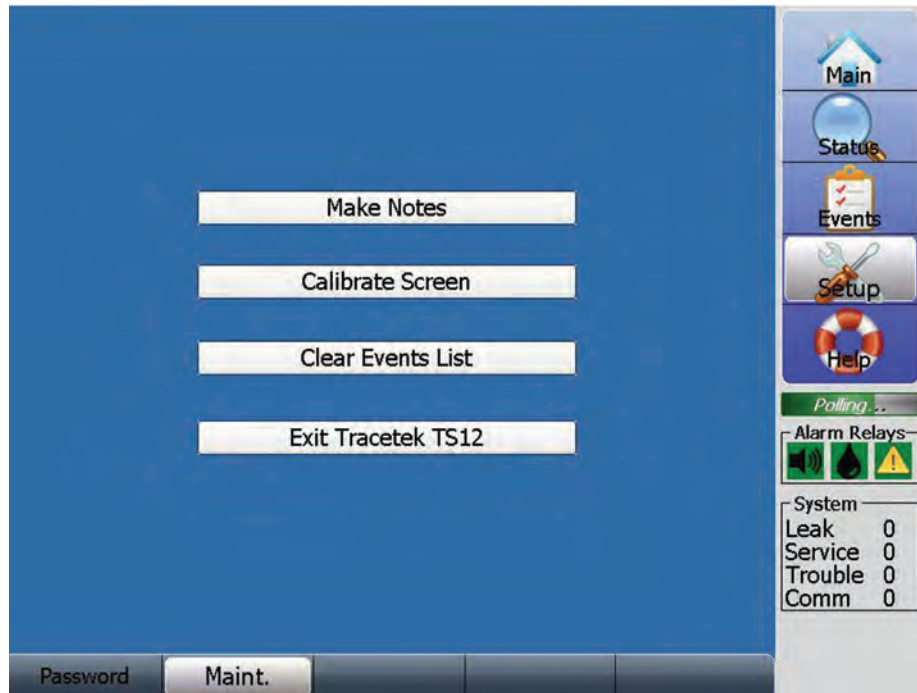 Make Notes
Calibrate Screen
Clear Events List
Exit Tracetek TS12
Main
Status
Events
Setup
Help
Polling...
Alarm Relays
System
Leak 0
Service 0
Trouble 0
Comm 0
Password Maint.